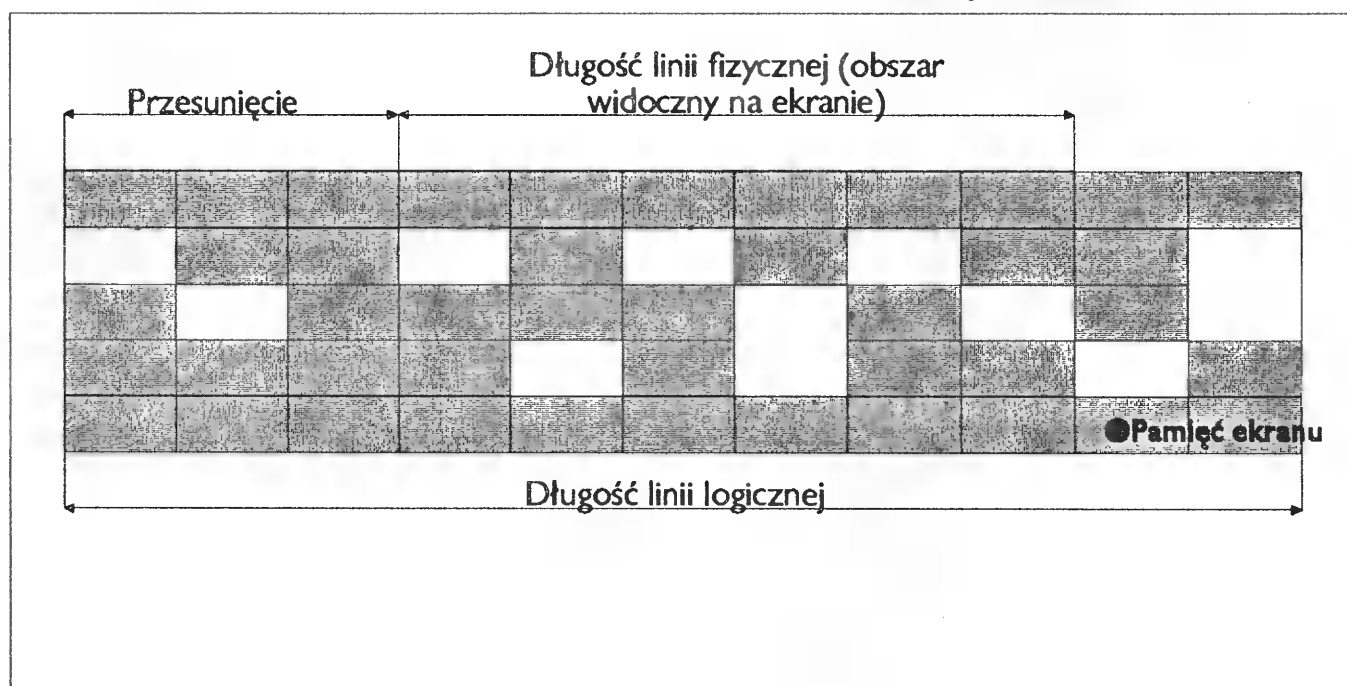 Długość linii fizycznej (obszar
widoczny na ekranie)
Przesunięcie
Pamięć ekranu
Długość linii logicznej